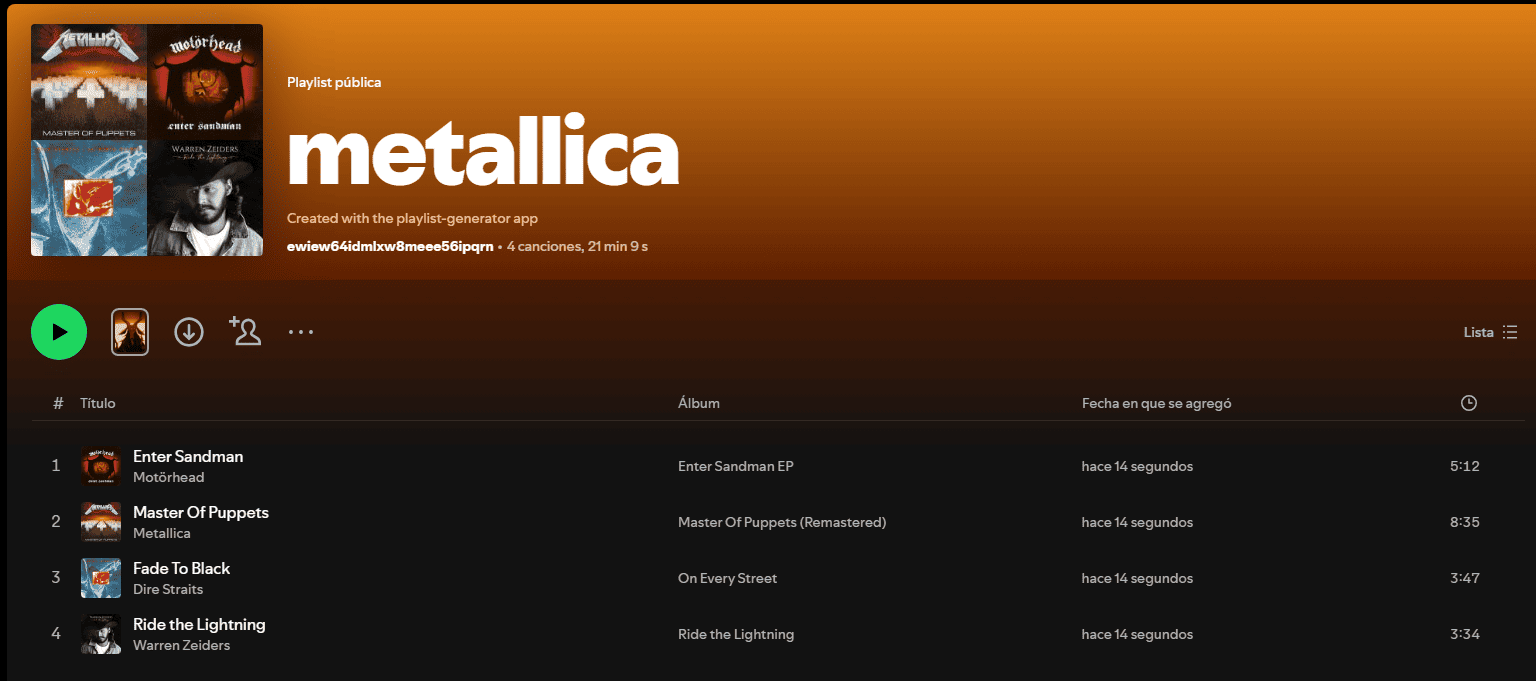 METALLICA
MASTER OF PUPPETS
motörhead
enter sandman
WARREN ZEIDERS
Ride the Lightning
Playlist pública
metallica
Created with the playlist-generator app
ewiew64idmlxw8meee56ipqrn • 4 canciones, 21 min 9 s
Lista
# Título Álbum Fecha en que se agregó
1 Enter Sandman Enter Sandman EP hace 14 segundos 5:12
Motörhead
2 Master Of Puppets Master Of Puppets (Remastered) hace 14 segundos 8:35
Metallica
3 Fade To Black On Every Street hace 14 segundos 3:47
Dire Straits
4 Ride the Lightning Ride the Lightning hace 14 segundos 3:34
Warren Zeiders